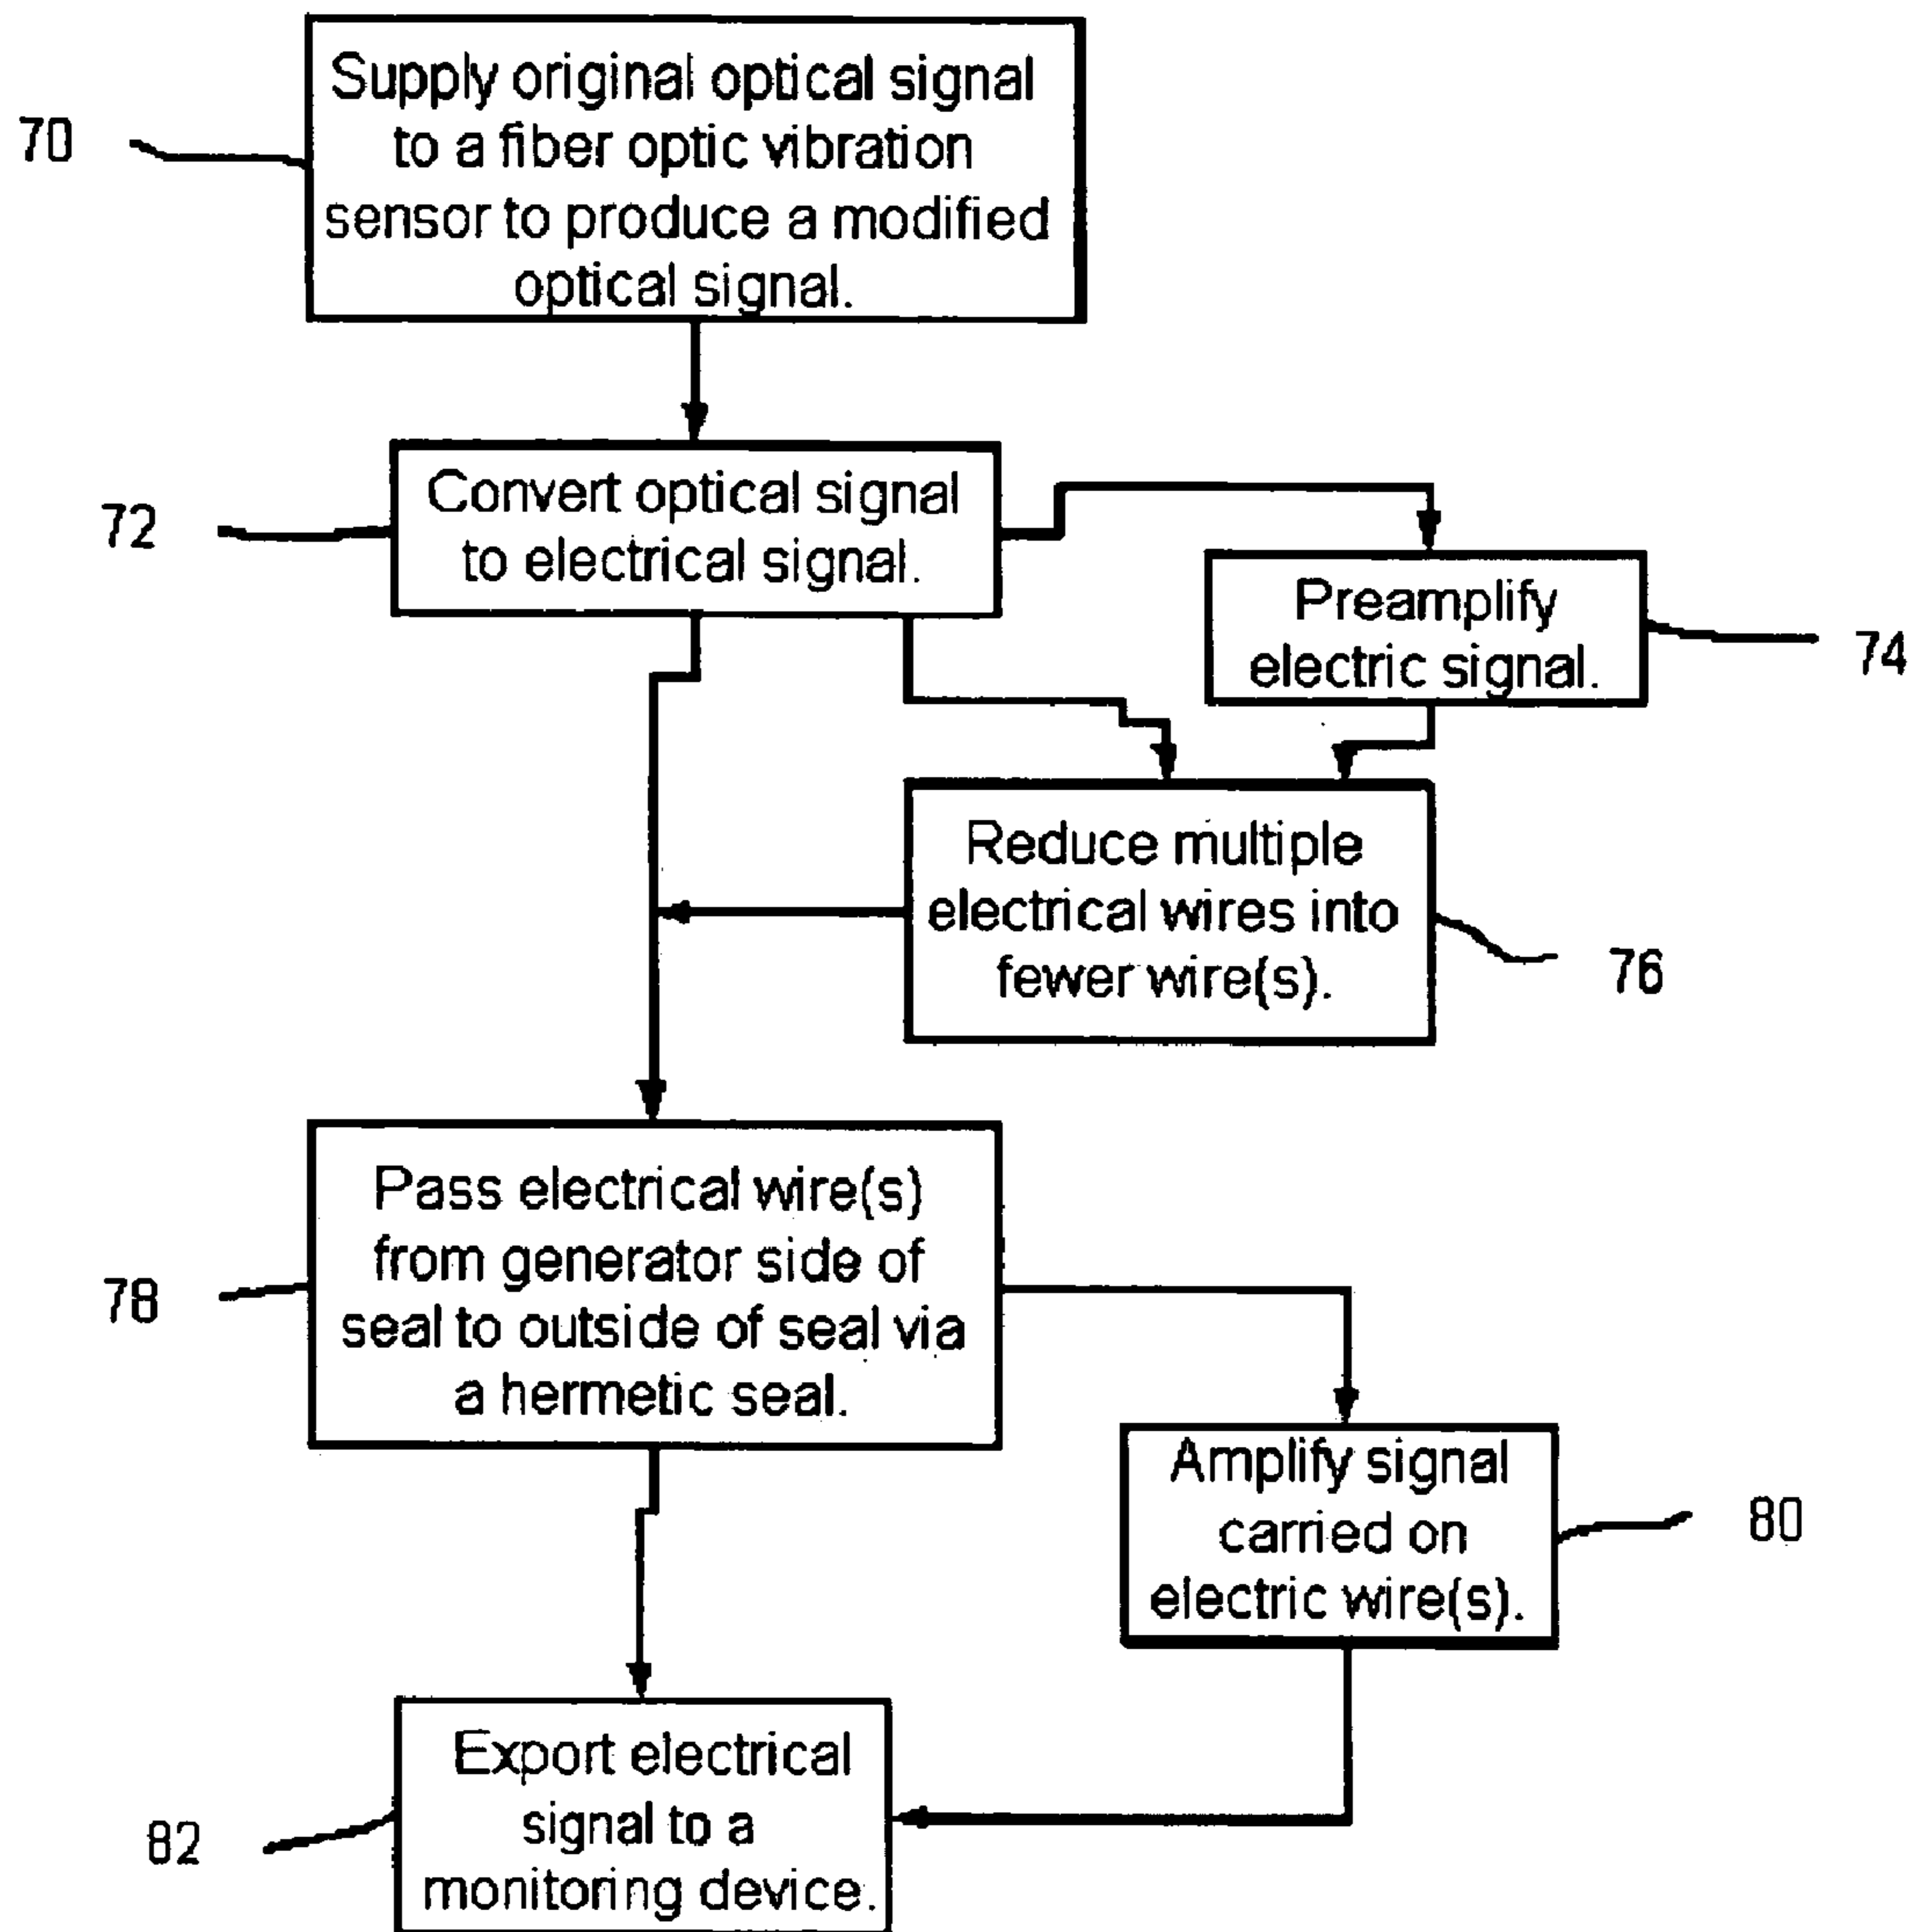 70
Supply original optical signal
to a fiber optic vibration
sensor to produce a modified
optical signal.
72
Convert optical signal
to electrical signal.
Preamplify
electric signal.
74
Reduce multiple
electrical wires into
fewer wire(s).
76
78
Pass electrical wire(s)
from generator side of
seal to outside of seal via
a hermetic seal.
Amplify signal
carried on
electric wire(s).
80
82
Export electrical
signal to a
monitoring device.